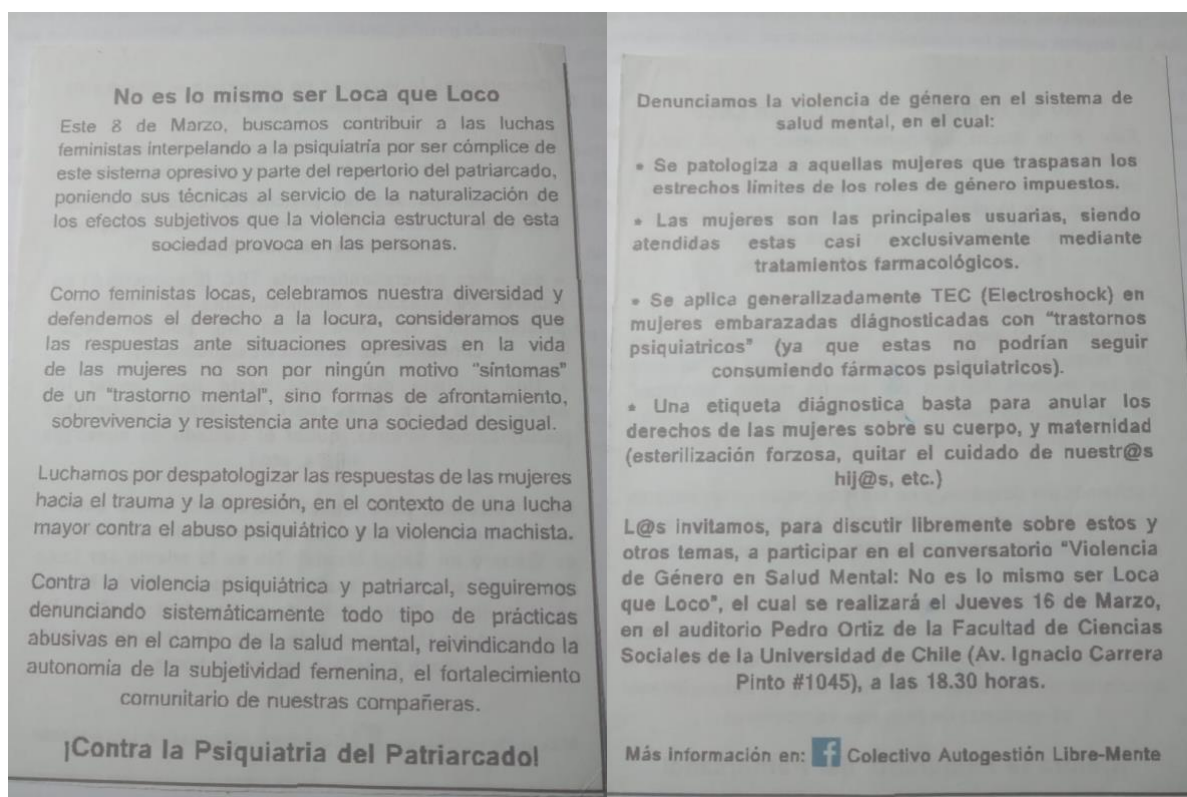 No es lo mismo ser Loca que Loco
Este 8 de Marzo, buscamos contribuir a las luchas
feministas interpelando a la psiquiatría por ser cómplice de
este sistema opresivo y parte del repertorio del patriarcado,
poniendo sus técnicas al servicio de la naturalización de
los efectos subjetivos que la violencia estructural de esta
sociedad provoca en las personas.
Como feministas locas, celebramos nuestra diversidad y
defendemos el derecho a la locura, consideramos que
las respuestas ante situaciones opresivas en la vida
de las mujeres no son por ningún motivo "síntomas"
de un "trastorno mental", sino formas de afrontamiento,
sobrevivencia y resistencia ante una sociedad desigual.
Luchamos por despatologizar las respuestas de las mujeres
hacia el trauma y la opresión, en el contexto de una lucha
mayor contra el abuso psiquiátrico y la violencia machista.
Contra la violencia psiquiátrica y patriarcal, seguiremos
denunciando sistemáticamente todo tipo de prácticas
abusivas en el campo de la salud mental, reivindicando la
autonomía de la subjetividad femenina, el fortalecimiento
comunitario de nuestras compañeras.
¡Contra la Psiquiatria del Patriarcado!
Denunciamos la violencia de género en el sistema de
salud mental, en el cual:
* Se patologiza a aquellas mujeres que traspasan los
estrechos límites de los roles de género impuestos.
* Las mujeres son las principales usuarias, siendo
atendidas estas casi exclusivamente mediante
tratamientos farmacológicos.
* Se aplica generalizadamente TEC (Electroshock) en
mujeres embarazadas diágnosticadas con "trastornos
psiquiatricos" (ya que estas no podrían seguir
consumiendo fármacos psiquiatricos).
* Una etiqueta diágnostica basta para anular los
derechos de las mujeres sobre su cuerpo, y maternidad
(esterilización forzosa, quitar el cuidado de nuestr@s
hij@s, etc.)
L@s invitamos, para discutir libremente sobre estos y
otros temas, a participar en el conversatorio "Violencia
de Género en Salud Mental: No es lo mismo ser Loca
que Loco", el cual se realizará el Jueves 16 de Marzo,
en el auditorio Pedro Ortiz de la Facultad de Ciencias
Sociales de la Universidad de Chile (Av. Ignacio Carrera
Pinto #1045), a las 18.30 horas.
Más información en: f Colectivo Autogestión Libre-Mente